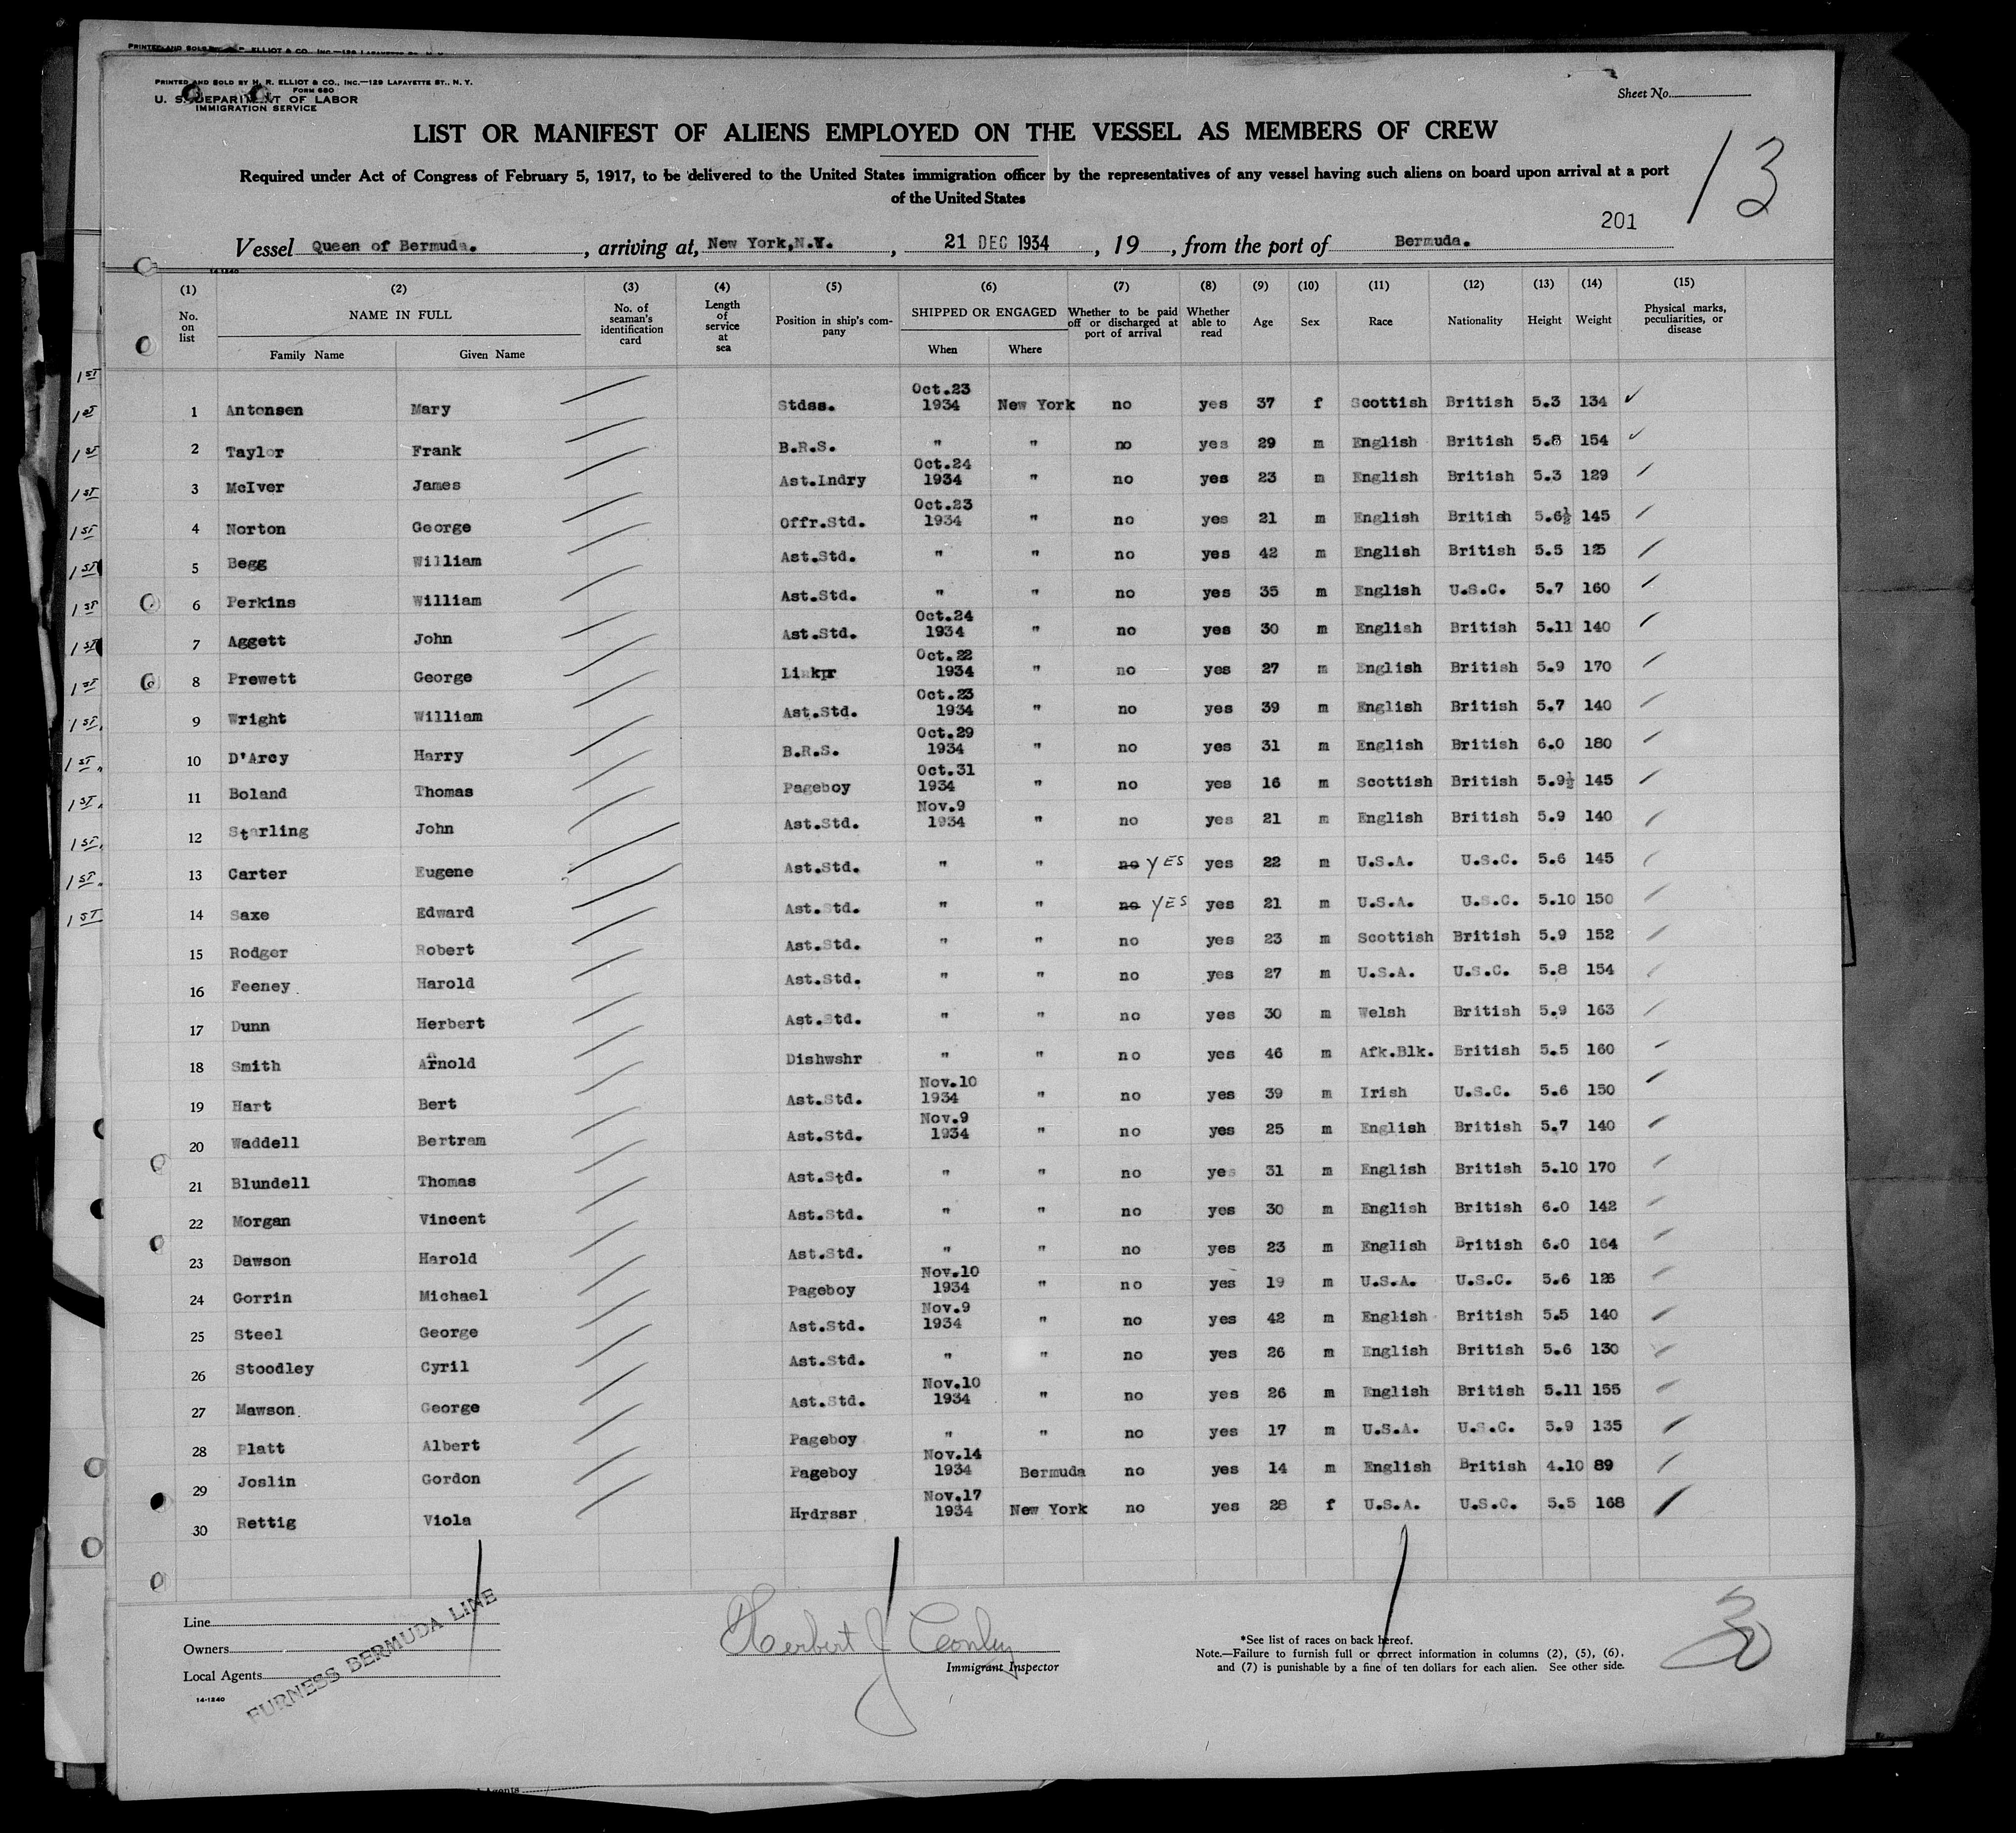 PRINTED AND SOLD BY H. R. ELLIOT & CO., INC.—129 LAFAYETTE ST., N. Y.
FORM 680
U. S. DEPARTMENT OF LABOR
IMMIGRATION SERVICE
Sheet No.
LIST OR MANIFEST OF ALIENS EMPLOYED ON THE VESSEL AS MEMBERS OF CREW
13
Required under Act of Congress of February 5, 1917, to be delivered to the United States immigration officer by the representatives of any vessel having such aliens on board upon arrival at a port
of the United States
201
Vessel Queen of Bermuda. , arriving at, New York, N.Y. , 21 DEC 1934 , 19 , from the port of Bermuda.
14-1240
(1) (2) (3) (4) (5) (6) (7) (8) (9) (10) (11) (12) (13) (14) (15)
No. on list NAME IN FULL Family Name Given Name No. of seaman's identification card Length of service at sea Position in ship's company SHIPPED OR ENGAGED When Where Whether to be paid off or discharged at port of arrival Whether able to read Age Sex Race Nationality Height Weight Physical marks, peculiarities, or disease
1 Antonsen Mary Stdss. Oct.23 1934 New York no yes 37 f Scottish British 5.3 134
2 Taylor Frank B.R.S. " " no yes 29 m English British 5.8 154
3 McIver James Ast.Lndry Oct.24 1934 " no yes 23 m English British 5.3 129
4 Norton George Offr.Std. Oct.23 1934 " no yes 21 m English British 5.6½ 145
5 Begg William Ast.Std. " " no yes 42 m English British 5.5 125
6 Perkins William Ast.Std. " " no yes 35 m English U.S.C. 5.7 160
7 Aggett John Ast.Std. Oct.24 1934 " no yes 30 m English British 5.11 140
8 Prewett George Linkpr Oct.22 1934 " no yes 27 m English British 5.9 170
9 Wright William Ast.Std. Oct.23 1934 " no yes 39 m English British 5.7 140
10 D'Arcy Harry B.R.S. Oct.29 1934 " no yes 31 m English British 6.0 180
11 Boland Thomas Pageboy Oct.31 1934 " no yes 16 m Scottish British 5.9½ 145
12 Starling John Ast.Std. Nov.9 1934 " no yes 21 m English British 5.9 140
13 Carter Eugene Ast.Std. " " no YES yes 22 m U.S.A. U.S.C. 5.6 145
14 Saxe Edward Ast.Std. " " no YES yes 21 m U.S.A. U.S.C. 5.10 150
15 Rodger Robert Ast.Std. " " no yes 23 m Scottish British 5.9 152
16 Feeney Harold Ast.Std. " " no yes 27 m U.S.A. U.S.C. 5.8 154
17 Dunn Herbert Ast.Std. " " no yes 30 m Welsh British 5.9 163
18 Smith Arnold Dishwshr " " no yes 46 m Afk.Blk. British 5.5 160
19 Hart Bert Ast.Std. Nov.10 1934 " no yes 39 m Irish U.S.C. 5.6 150
20 Waddell Bertram Ast.Std. Nov.9 1934 " no yes 25 m English British 5.7 140
21 Blundell Thomas Ast.Std. " " no yes 31 m English British 5.10 170
22 Morgan Vincent Ast.Std. " " no yes 30 m English British 6.0 142
23 Dawson Harold Ast.Std. " " no yes 23 m English British 6.0 164
24 Gorrin Michael Pageboy Nov.10 1934 " no yes 19 m U.S.A. U.S.C. 5.6 126
25 Steel George Ast.Std. Nov.9 1934 " no yes 42 m English British 5.5 140
26 Stoodley Cyril Ast.Std. " " no yes 26 m English British 5.6 130
27 Mawson George Ast.Std. Nov.10 1934 " no yes 26 m English British 5.11 155
28 Platt Albert Pageboy " " no yes 17 m U.S.A. U.S.C. 5.9 135
29 Joslin Gordon Pageboy Nov.14 1934 Bermuda no yes 14 m English British 4.10 89
30 Rettig Viola Hrdrssr Nov.17 1934 New York no yes 28 f U.S.A. U.S.C. 5.5 168
Line
Owners
Local Agents
FURNESS BERMUDA LINE
14-1240
Herbert J Conley
Immigrant Inspector
*See list of races on back hereof.
Note.—Failure to furnish full or correct information in columns (2), (5), (6), and (7) is punishable by a fine of ten dollars for each alien. See other side.
30